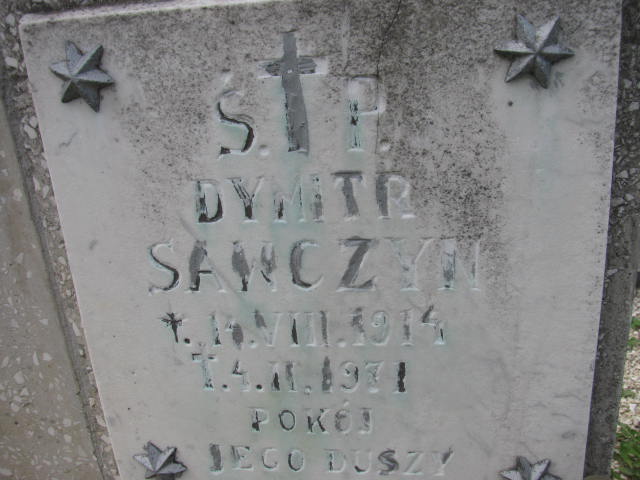 Ś. P.
DYMITR
SAWCZYN
*. 14. VIII. 1914
†. 4. II. 1971
POKÓJ
JEGO DUSZY